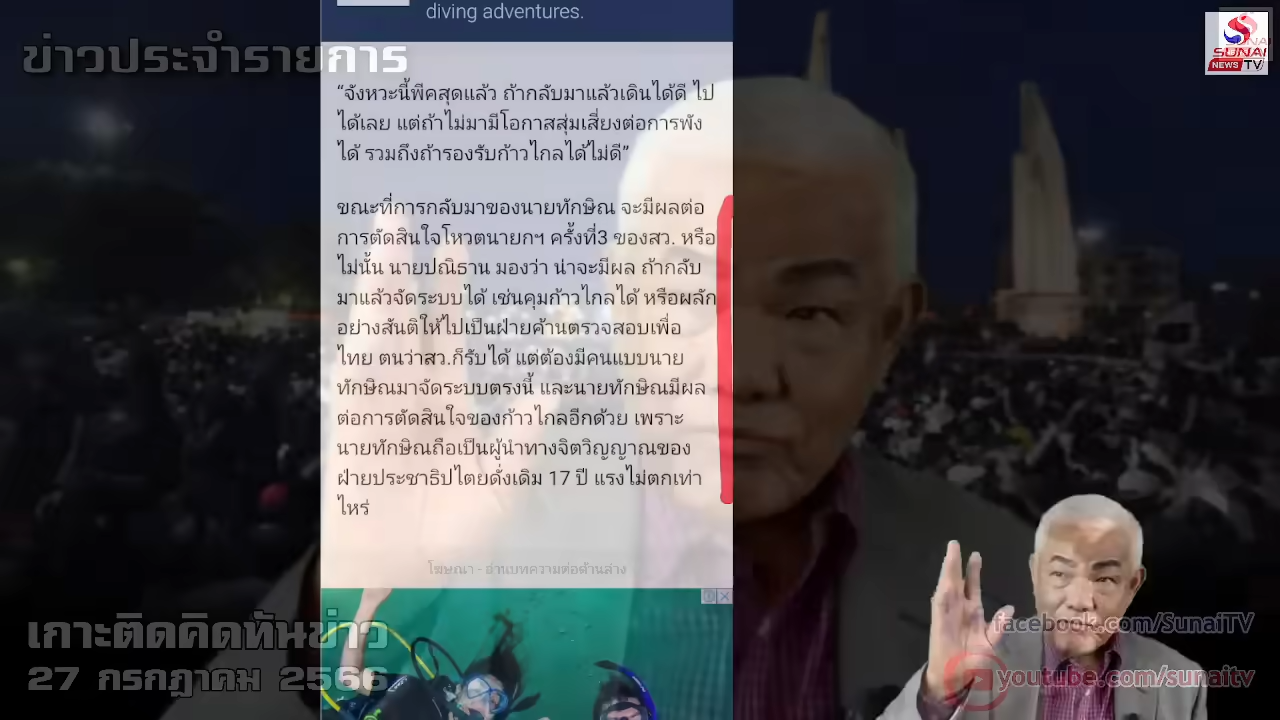 diving adventures.
ข่าวประจำรายการ
SUNAI
NEWS TV
“จังหวะนี้พีคสุดแล้ว ถ้ากลับมาแล้วเดินได้ดี ไป
ได้เลย แต่ถ้าไม่มามีโอกาสสุ่มเสี่ยงต่อการพัง
ได้ รวมถึงถ้ารองรับก้าวไกลได้ไม่ดี”
ขณะที่การกลับมาของนายทักษิณ จะมีผลต่อ
การตัดสินใจโหวตนายกฯ ครั้งที่3 ของสว. หรือ
ไม่นั้น นายปณิธาน มองว่า น่าจะมีผล ถ้ากลับ
มาแล้วจัดระบบได้ เช่นคุมก้าวไกลได้ หรือผลัก
อย่างสันติให้ไปเป็นฝ่ายค้านตรวจสอบเพื่อ
ไทย ตนว่าสว.ก็รับได้ แต่ต้องมีคนแบบนาย
ทักษิณมาจัดระบบตรงนี้ และนายทักษิณมีผล
ต่อการตัดสินใจของก้าวไกลอีกด้วย เพราะ
นายทักษิณถือเป็นผู้นำทางจิตวิญญาณของ
ฝ่ายประชาธิปไตยดั่งเดิม 17 ปี แรงไม่ตกเท่า
ไหร่
โฆษณา - อ่านบทความต่อด้านล่าง
เกาะติดคิดทันข่าว
27 กรกฎาคม 2566
facebook.com/SunaiTV
youtube.com/sunaitv